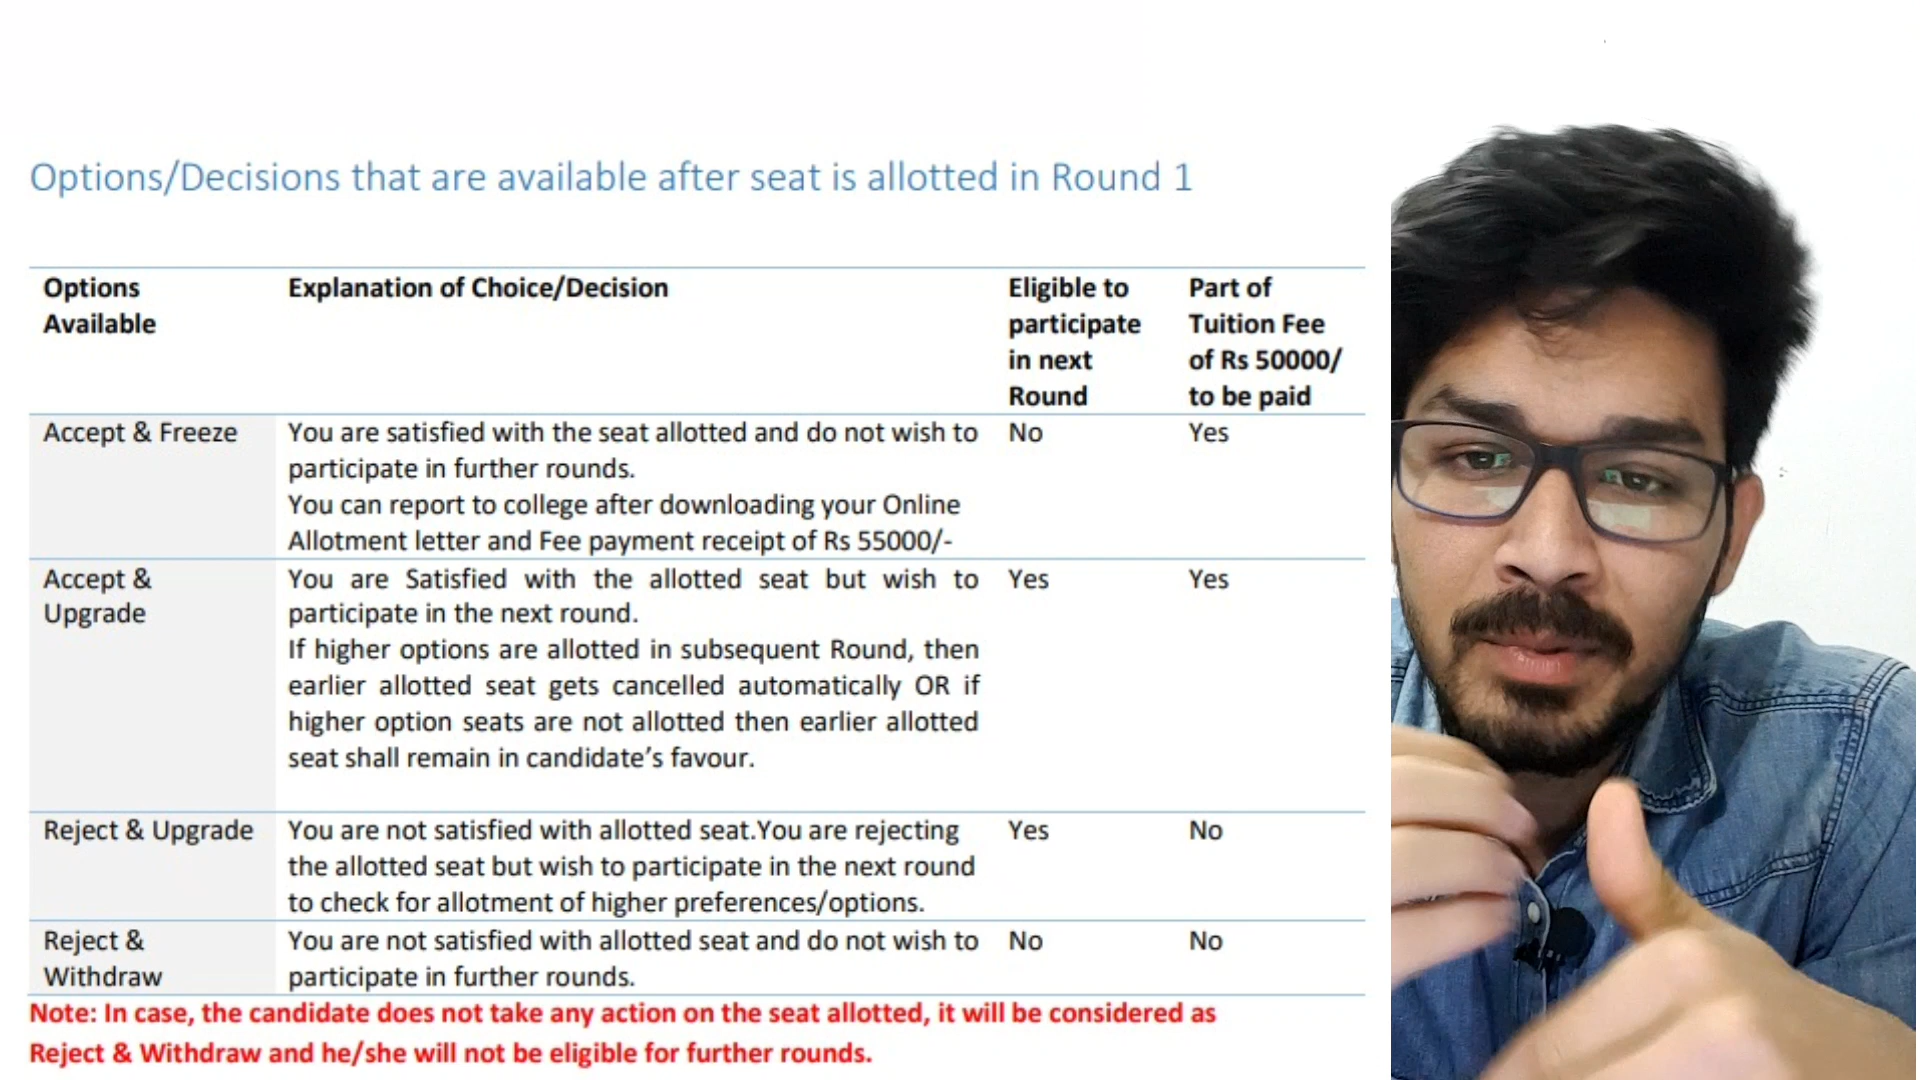 Options/Decisions that are available after seat is allotted in Round 1
Options
Available
Explanation of Choice/Decision
Eligible to
participate
in next
Round
Part of
Tuition Fee
of Rs 50000/
to be paid
Accept & Freeze
You are satisfied with the seat allotted and do not wish to
participate in further rounds.
You can report to college after downloading your Online
Allotment letter and Fee payment receipt of Rs 55000/-
No
Yes
Accept &
Upgrade
You are Satisfied with the allotted seat but wish to
participate in the next round.
If higher options are allotted in subsequent Round, then
earlier allotted seat gets cancelled automatically OR if
higher option seats are not allotted then earlier allotted
seat shall remain in candidate’s favour.
Yes
Yes
Reject & Upgrade
You are not satisfied with allotted seat.You are rejecting
the allotted seat but wish to participate in the next round
to check for allotment of higher preferences/options.
Yes
No
Reject &
Withdraw
You are not satisfied with allotted seat and do not wish to
participate in further rounds.
No
No
Note: In case, the candidate does not take any action on the seat allotted, it will be considered as
Reject & Withdraw and he/she will not be eligible for further rounds.